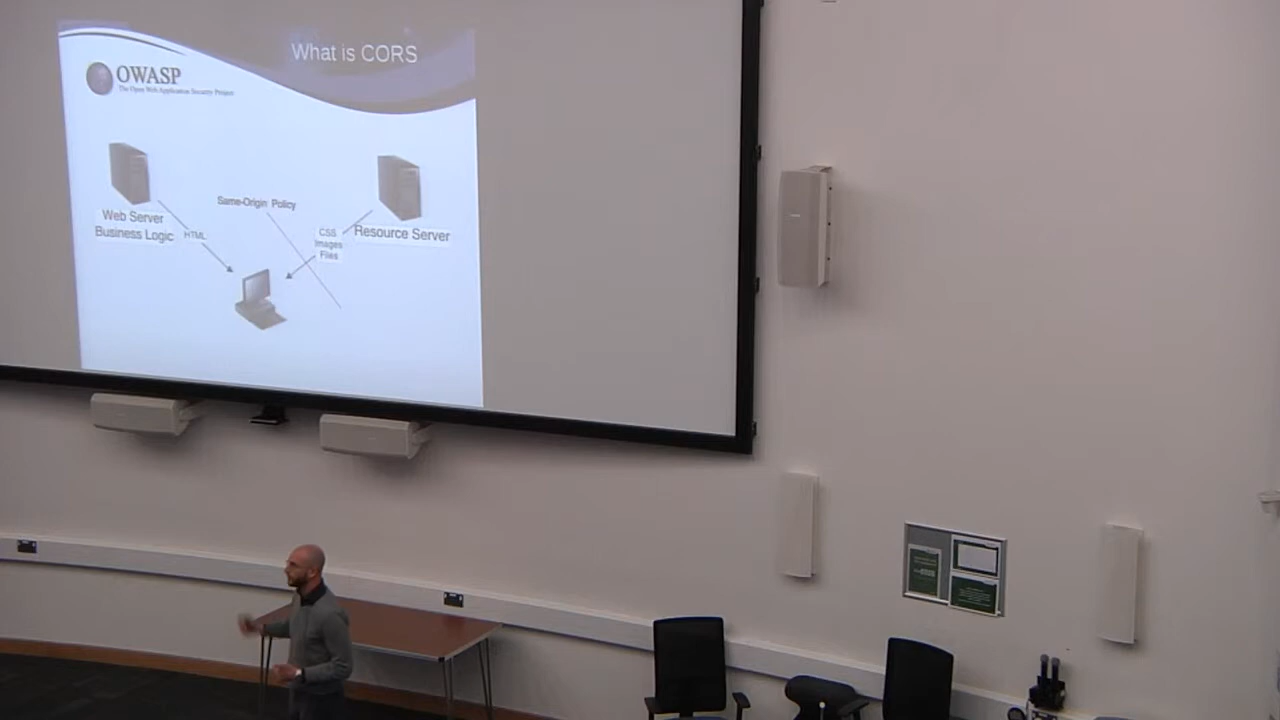 What is CORS
OWASP
The Open Web Application Security Project
Same-Origin Policy
Web Server
Business Logic
HTML
CSS
Images
Files
Resource Server